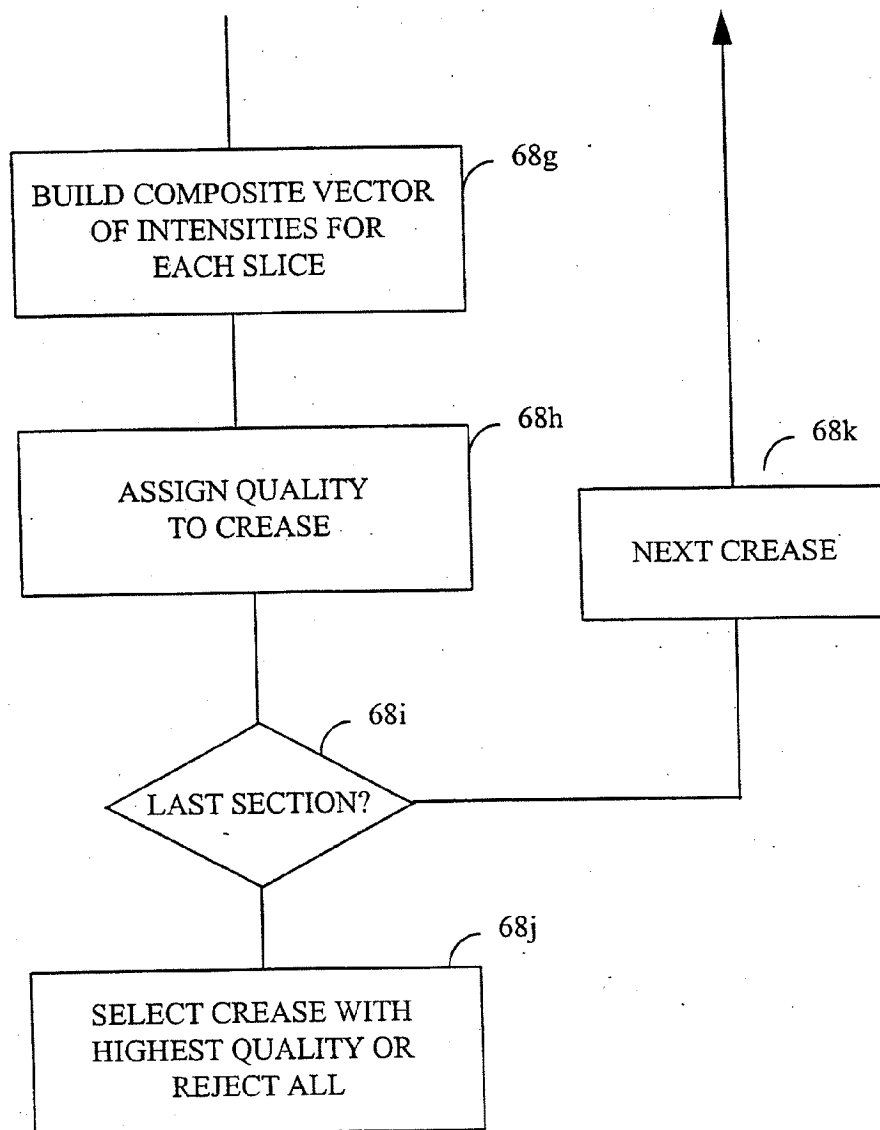 68g
BUILD COMPOSITE VECTOR
OF INTENSITIES FOR
EACH SLICE
68h
ASSIGN QUALITY
TO CREASE
68k
NEXT CREASE
68i
LAST SECTION?
68j
SELECT CREASE WITH
HIGHEST QUALITY OR
REJECT ALL